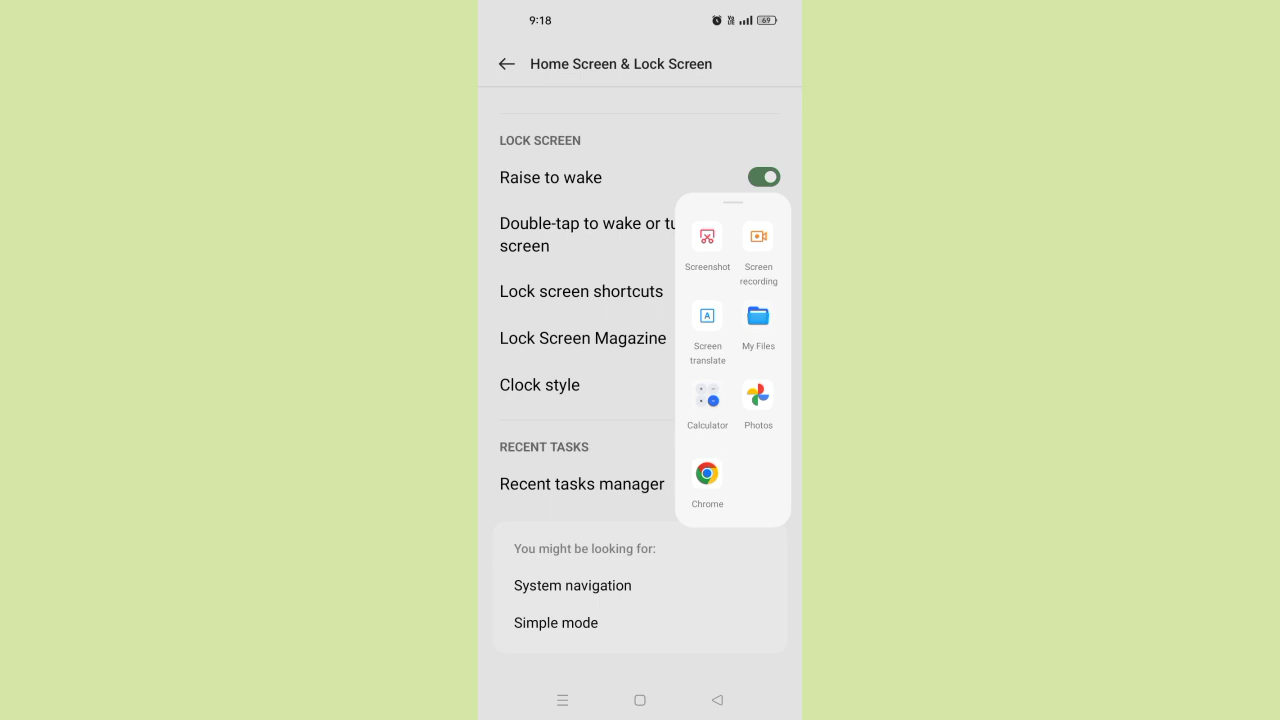 9:18
69
Home Screen & Lock Screen
LOCK SCREEN
Raise to wake
Double-tap to wake or tu
screen
Lock screen shortcuts
Lock Screen Magazine
Clock style
RECENT TASKS
Recent tasks manager
Screenshot
Screen
recording
A
Screen
translate
My Files
Calculator
Photos
Chrome
You might be looking for:
System navigation
Simple mode